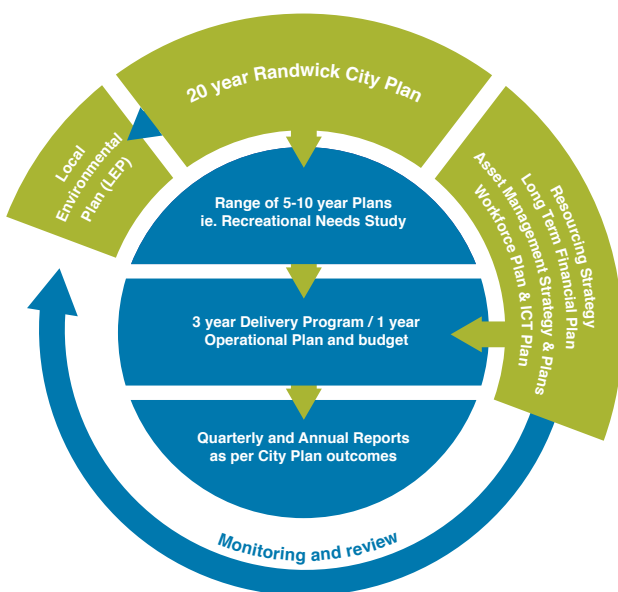 20 year Randwick City Plan
Local
Environmental
Plan (LEP)
Resourcing Strategy
Long Term Financial Plan
Asset Management Strategy & Plans
Workforce Plan & ICT Plan
Range of 5-10 year Plans
ie. Recreational Needs Study
3 year Delivery Program / 1 year
Operational Plan and budget
Quarterly and Annual Reports
as per City Plan outcomes
Monitoring and review